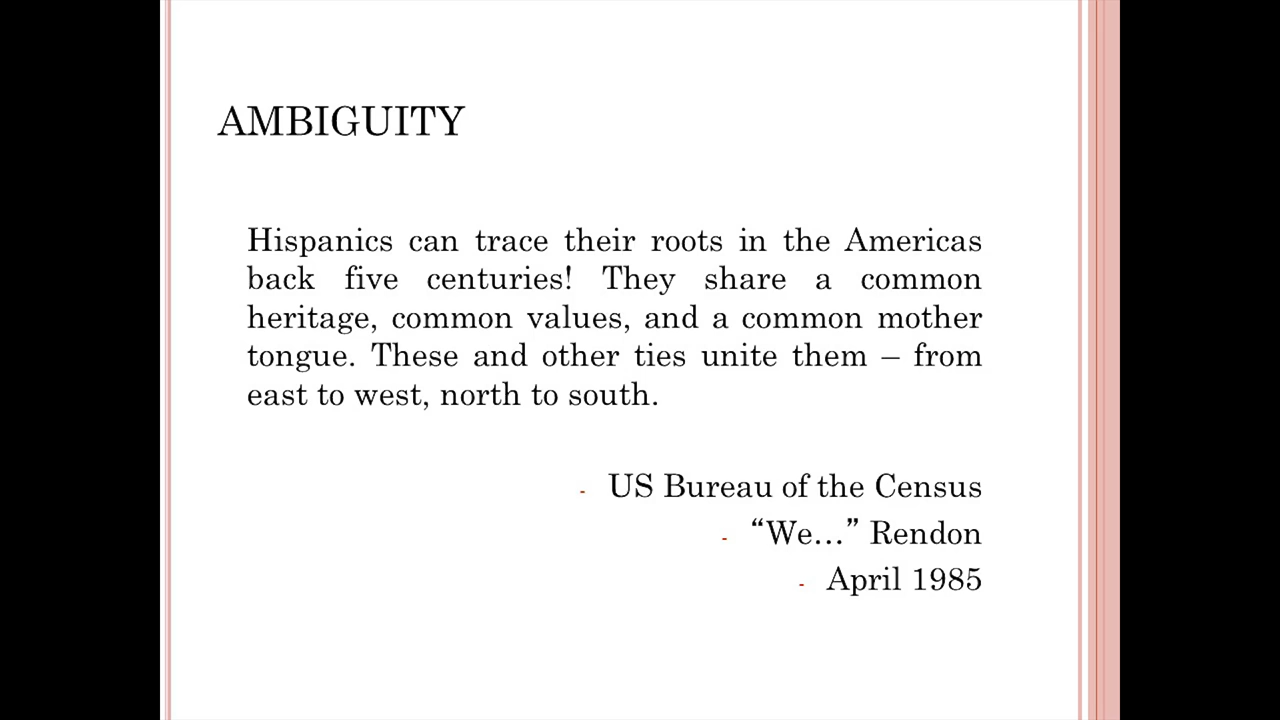 AMBIGUITY
Hispanics can trace their roots in the Americas
back five centuries! They share a common
heritage, common values, and a common mother
tongue. These and other ties unite them – from
east to west, north to south.
- US Bureau of the Census
- “We…” Rendon
- April 1985